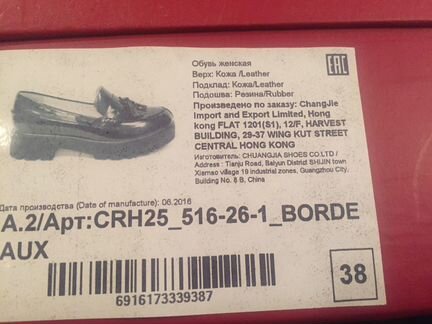 Обувь женская
EAC
Верх: Кожа /Leather
Подклад: Кожа/Leather
Подошва: Резина/Rubber
Произведено по заказу: ChangJie
Import and Export Limited, Hong
kong FLAT 1201(S1), 12/F, HARVEST
BUILDING, 29-37 WING KUT STREET
CENTRAL HONG KONG
Изготовитель: CHUANGJIA SHOES CO.LTD /
Address : Tianju Road, Baiyun District SHIJIN town
Xiamao village 19 industrial zones, Guangzhou City.
Building No. 8 B, China
Дата производства (Date of manufacture): 06.2016
А.2/Арт:CRH25_516-26-1_BORDE
AUX
38
6916173339387